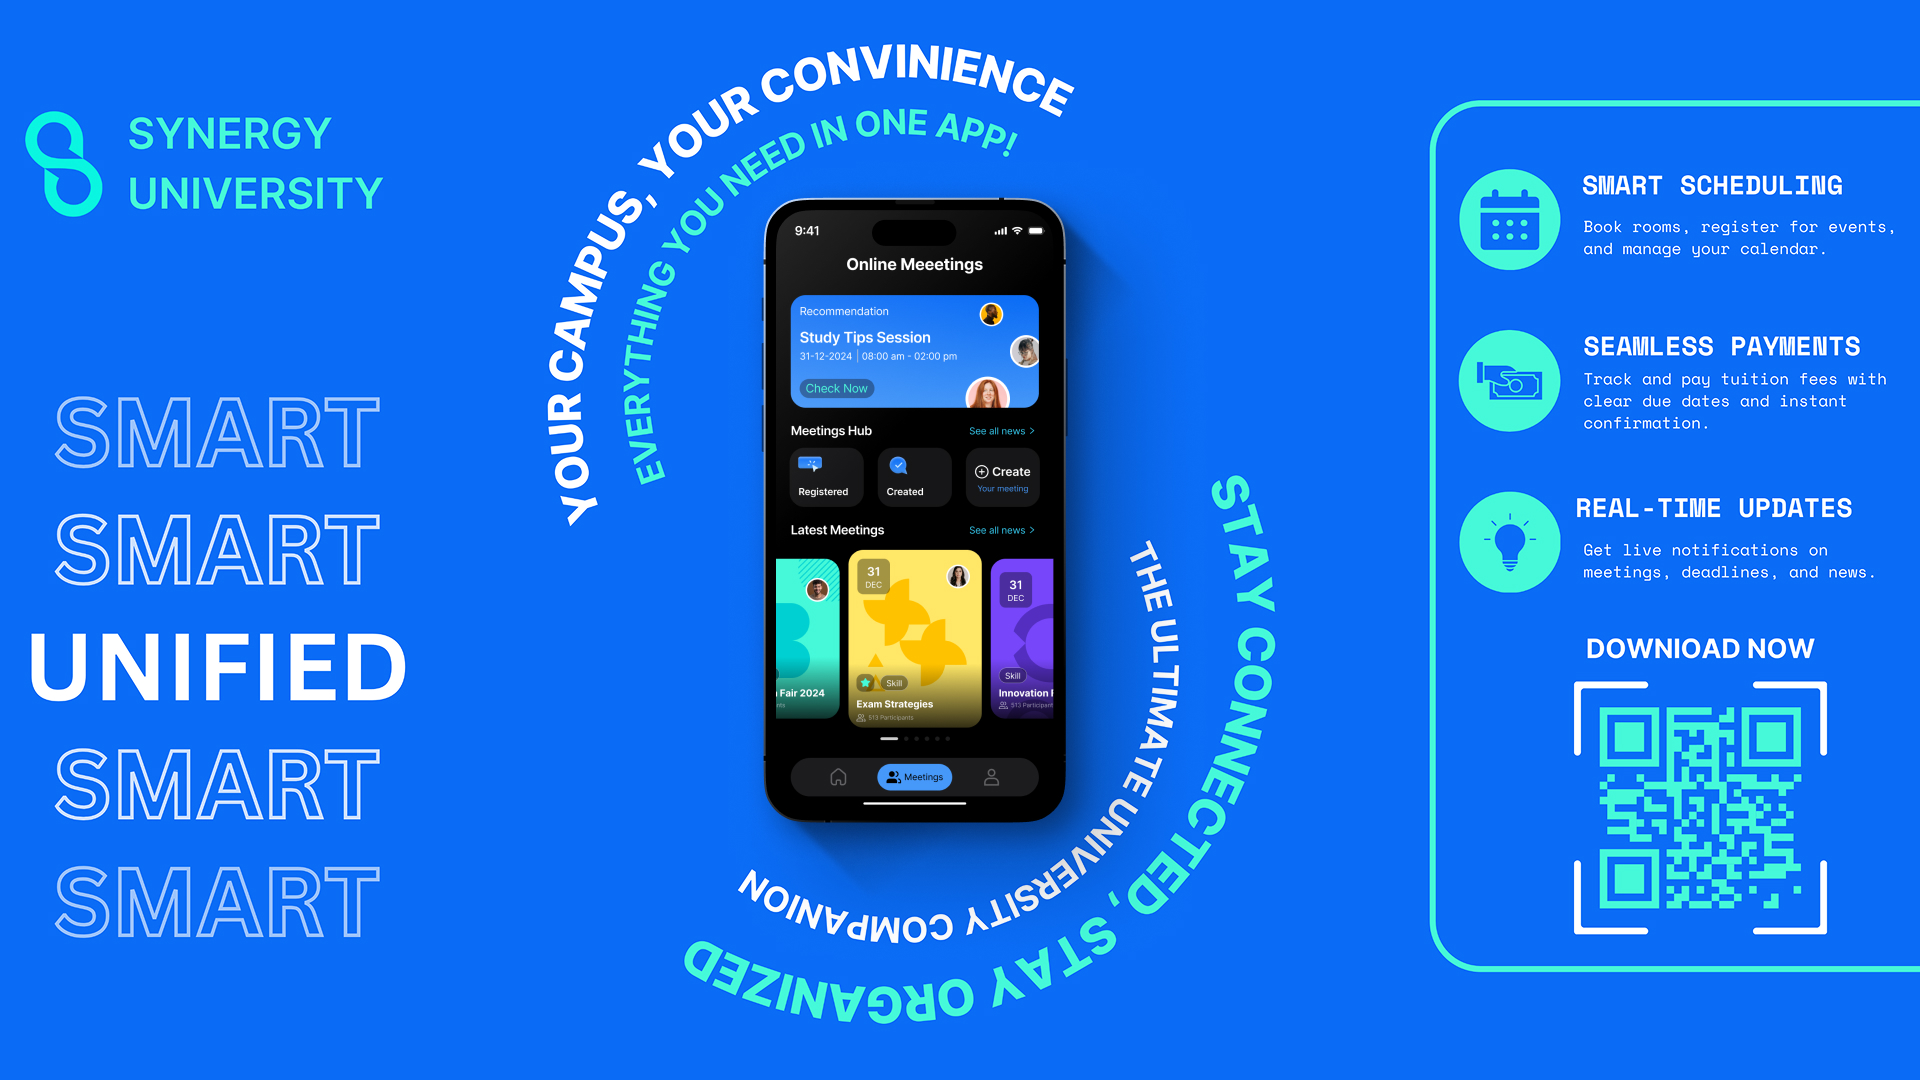 SYNERGY
UNIVERSITY
SMART
SMART
UNIFIED
SMART
SMART
YOUR CAMPUS, YOUR CONVINIENCE
EVERYTHING YOU NEED IN ONE APP!
9:41
Online Meeetings
Recommendation
Study Tips Session
31-12-2024 | 08:00 am - 02:00 pm
Check Now
Meetings Hub
See all news >
Registered
Created
Create
Your meeting
Latest Meetings
See all news >
Fair 2024
31
DEC
Skill
Exam Strategies
513 Participants
31
DEC
Skill
Innovation
513 Participant
Meetings
THE ULTIMATE UNIVERSITY COMPANION
STAY CONNECTED, STAY ORGANIZED
SMART SCHEDULING
Book rooms, register for events,
and manage your calendar.
SEAMLESS PAYMENTS
Track and pay tuition fees with
clear due dates and instant
confirmation.
REAL-TIME UPDATES
Get live notifications on
meetings, deadlines, and news.
DOWNlOAD NOW